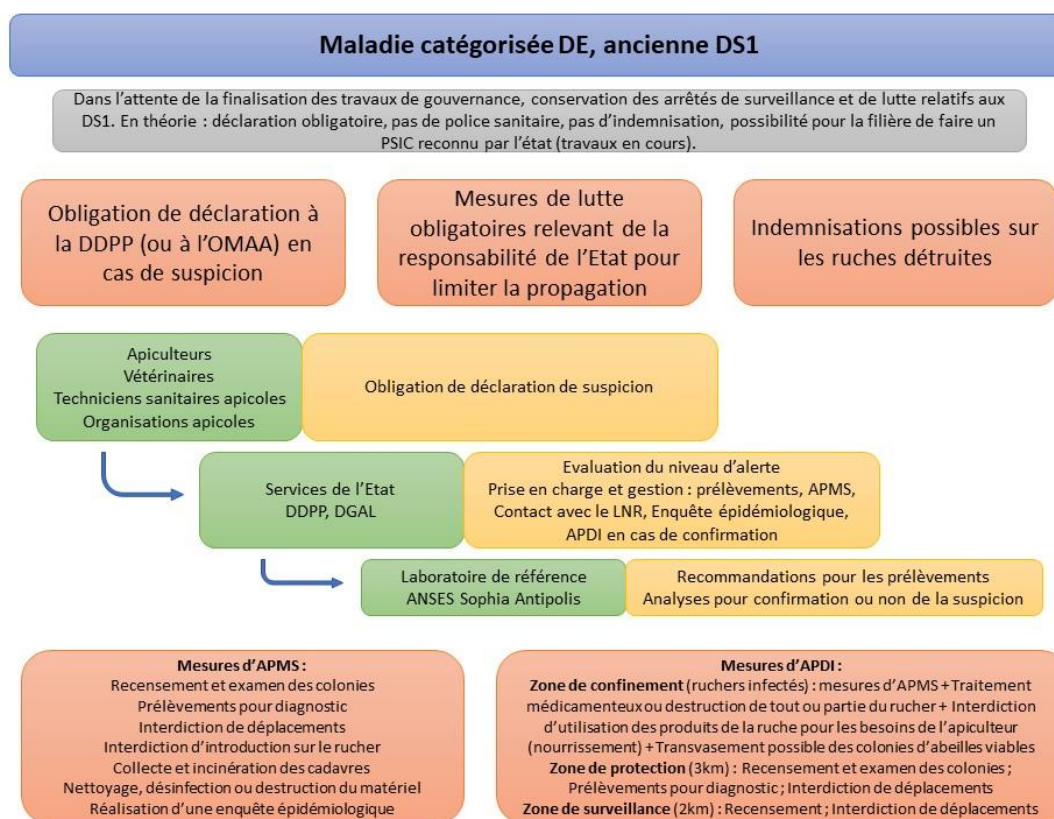 Maladie catégorisée DE, ancienne DS1
Dans l'attente de la finalisation des travaux de gouvernance, conservation des arrêtés de surveillance et de lutte relatifs aux
DS1. En théorie : déclaration obligatoire, pas de police sanitaire, pas d'indemnisation, possibilité pour la filière de faire un
PSIC reconnu par l'état (travaux en cours).
Obligation de déclaration à
la DDPP (ou à l'OMAA) en
cas de suspicion
Mesures de lutte
obligatoires relevant de la
responsabilité de l'Etat pour
limiter la propagation
Indemnisations possibles sur
les ruches détruites
Apiculteurs
Vétérinaires
Techniciens sanitaires apicoles
Organisations apicoles
Obligation de déclaration de suspicion
Services de l'Etat
DDPP, DGAL
Evaluation du niveau d'alerte
Prise en charge et gestion : prélèvements, APMS,
Contact avec le LNR, Enquête épidémiologique,
APDI en cas de confirmation
Laboratoire de référence
ANSES Sophia Antipolis
Recommandations pour les prélèvements
Analyses pour confirmation ou non de la suspicion
Mesures d'APMS :
Recensement et examen des colonies
Prélèvements pour diagnostic
Interdiction de déplacements
Interdiction d'introduction sur le rucher
Collecte et incinération des cadavres
Nettoyage, désinfection ou destruction du matériel
Réalisation d'une enquête épidémiologique
Mesures d'APDI :
Zone de confinement (ruchers infectés) : mesures d'APMS + Traitement
médicamenteux ou destruction de tout ou partie du rucher + Interdiction
d'utilisation des produits de la ruche pour les besoins de l'apiculteur
(nourrissement) + Transvasement possible des colonies d'abeilles viables
Zone de protection (3km) : Recensement et examen des colonies ;
Prélèvements pour diagnostic ; Interdiction de déplacements
Zone de surveillance (2km) : Recensement ; Interdiction de déplacements